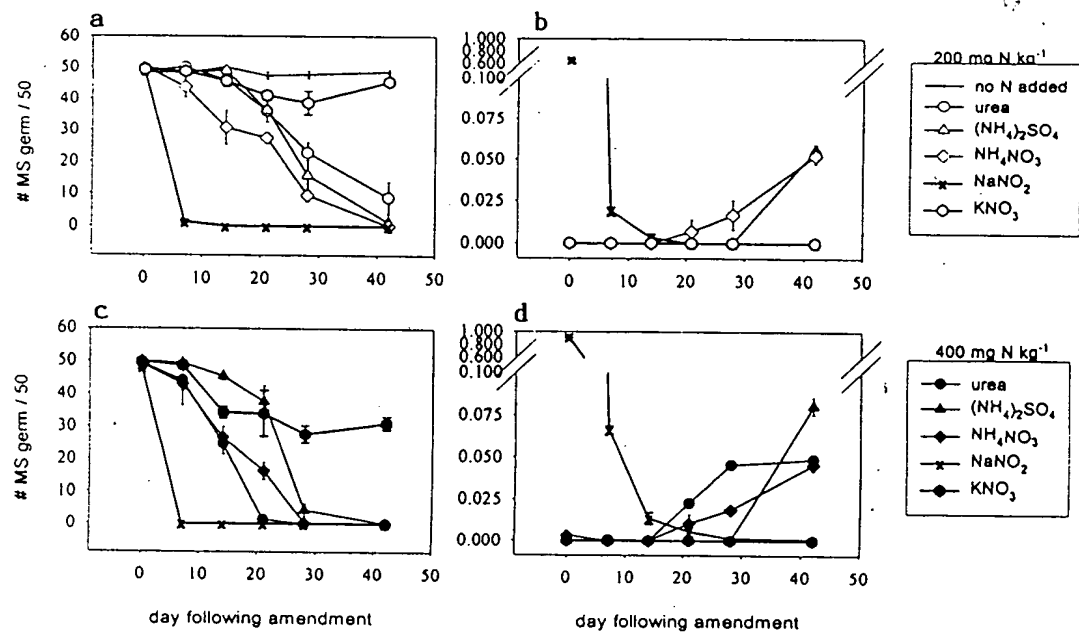 a
60
50
40
30
20
10
0
# MS germ / 50
0 10 20 30 40 50
b
1.000
0.800
0.600
0.100
0.075
0.050
0.025
0.000
0 10 20 30 40 50
200 mg N kg-1
no N added
urea
(NH4)2SO4
NH4NO3
NaNO2
KNO3
c
60
50
40
30
20
10
0
# MS germ / 50
0 10 20 30 40 50
day following amendment
d
1.000
0.800
0.600
0.100
0.075
0.050
0.025
0.000
0 10 20 30 40 50
day following amendment
400 mg N kg-1
urea
(NH4)2SO4
NH4NO3
NaNO2
KNO3